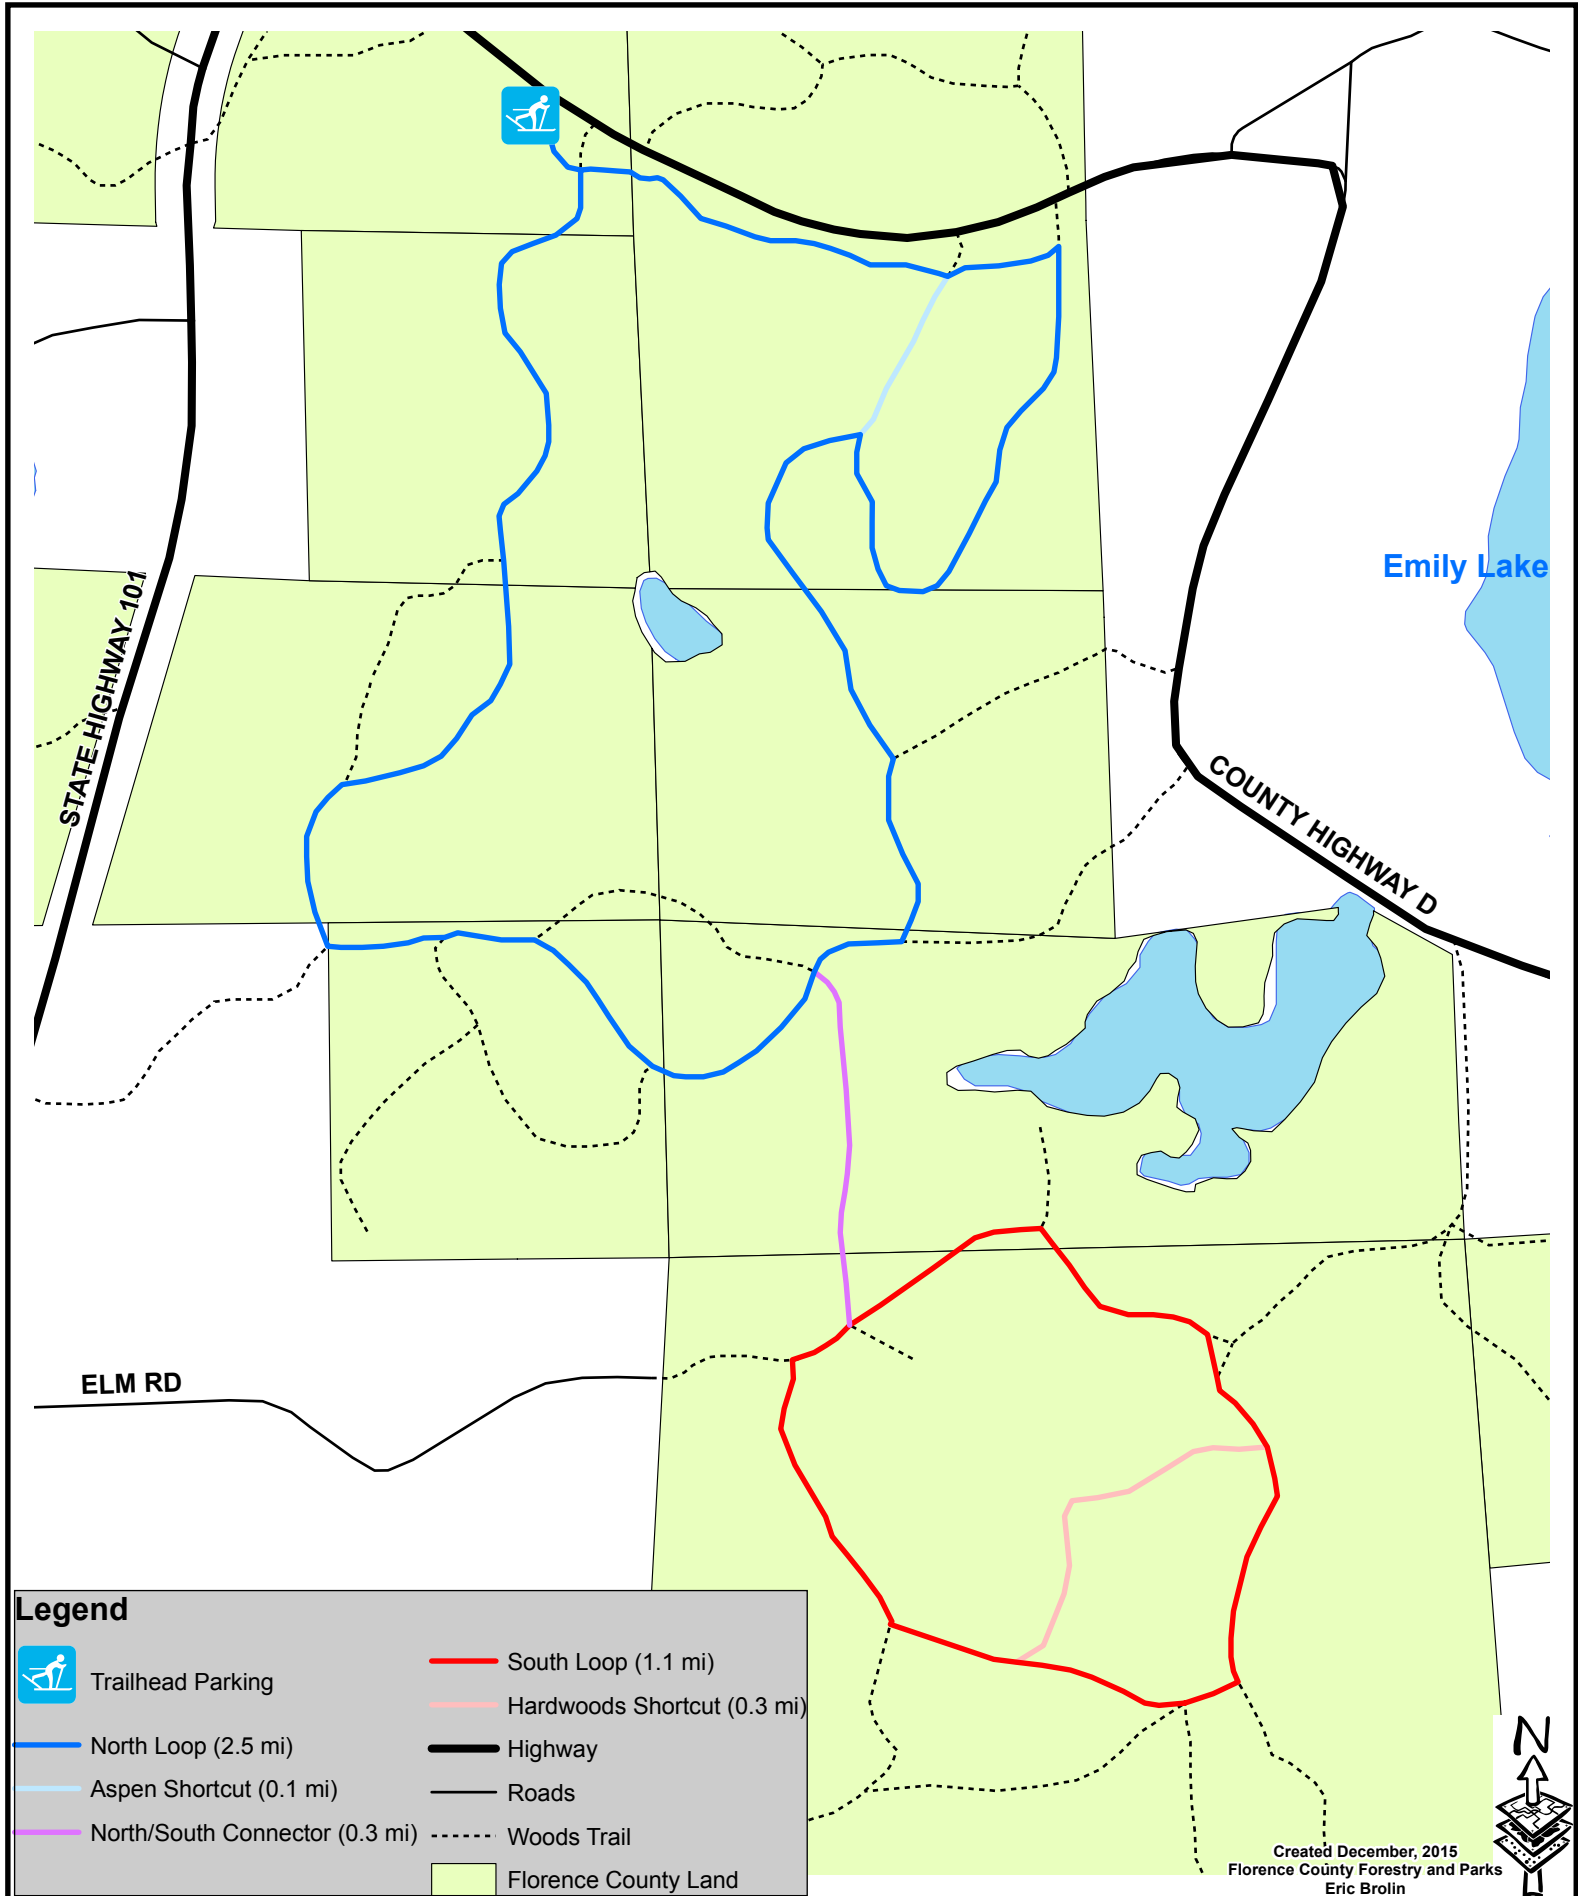 Emily Lake
STATE HIGHWAY 101
COUNTY HIGHWAY D
ELM RD
Legend
Trailhead Parking
North Loop (2.5 mi)
Aspen Shortcut (0.1 mi)
North/South Connector (0.3 mi)
South Loop (1.1 mi)
Hardwoods Shortcut (0.3 mi)
Highway
Roads
Woods Trail
Florence County Land
N
Created December, 2015
Florence County Forestry and Parks
Eric Brolin